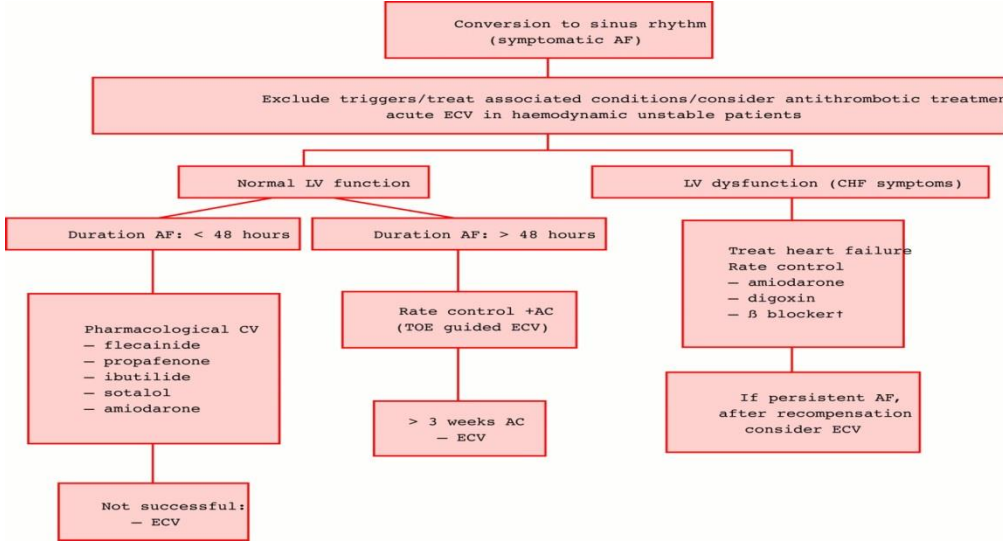 Conversion to sinus rhythm
(symptomatic AF)
Exclude triggers/treat associated conditions/consider antithrombotic treatment
acute ECV in haemodynamic unstable patients
Normal LV function
LV dysfunction (CHF symptoms)
Duration AF: < 48 hours
Duration AF: > 48 hours
Treat heart failure
Rate control
— amiodarone
— digoxin
— ß blocker†
Pharmacological CV
— flecainide
— propafenone
— ibutilide
— sotalol
— amiodarone
Rate control +AC
(TOE guided ECV)
> 3 weeks AC
— ECV
If persistent AF,
after recompensation
consider ECV
Not successful:
— ECV